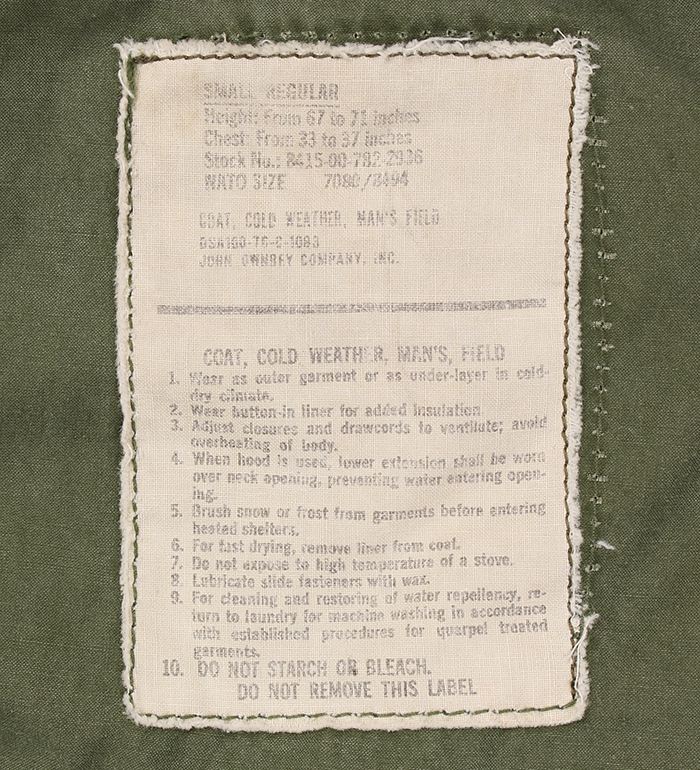 SMALL REGULAR
Height: From 67 to 71 inches
Chest: From 33 to 37 inches
Stock No.: 8415-00-782-2936
NATO SIZE 7080/8494
COAT, COLD WEATHER, MAN'S FIELD
DSA100-76-C-1083
JOHN OWNBEY COMPANY, INC.
COAT, COLD WEATHER, MAN'S, FIELD
1. Wear as outer garment or as under-layer in cold-
dry climate.
2. Wear button-in liner for added insulation
3. Adjust closures and drawcords to ventilate; avoid
overheating of body.
4. When hood is used, lower extension shall be worn
over neck opening, preventing water entering open-
ing.
5. Brush snow or frost from garments before entering
heated shelters.
6. For fast drying, remove liner from coat.
7. Do not expose to high temperature of a stove.
8. Lubricate slide fasteners with wax.
9. For cleaning and restoring of water repellency, re-
turn to laundry for machine washing in accordance
with established procedures for quarpel treated
garments.
10. DO NOT STARCH OR BLEACH.
DO NOT REMOVE THIS LABEL